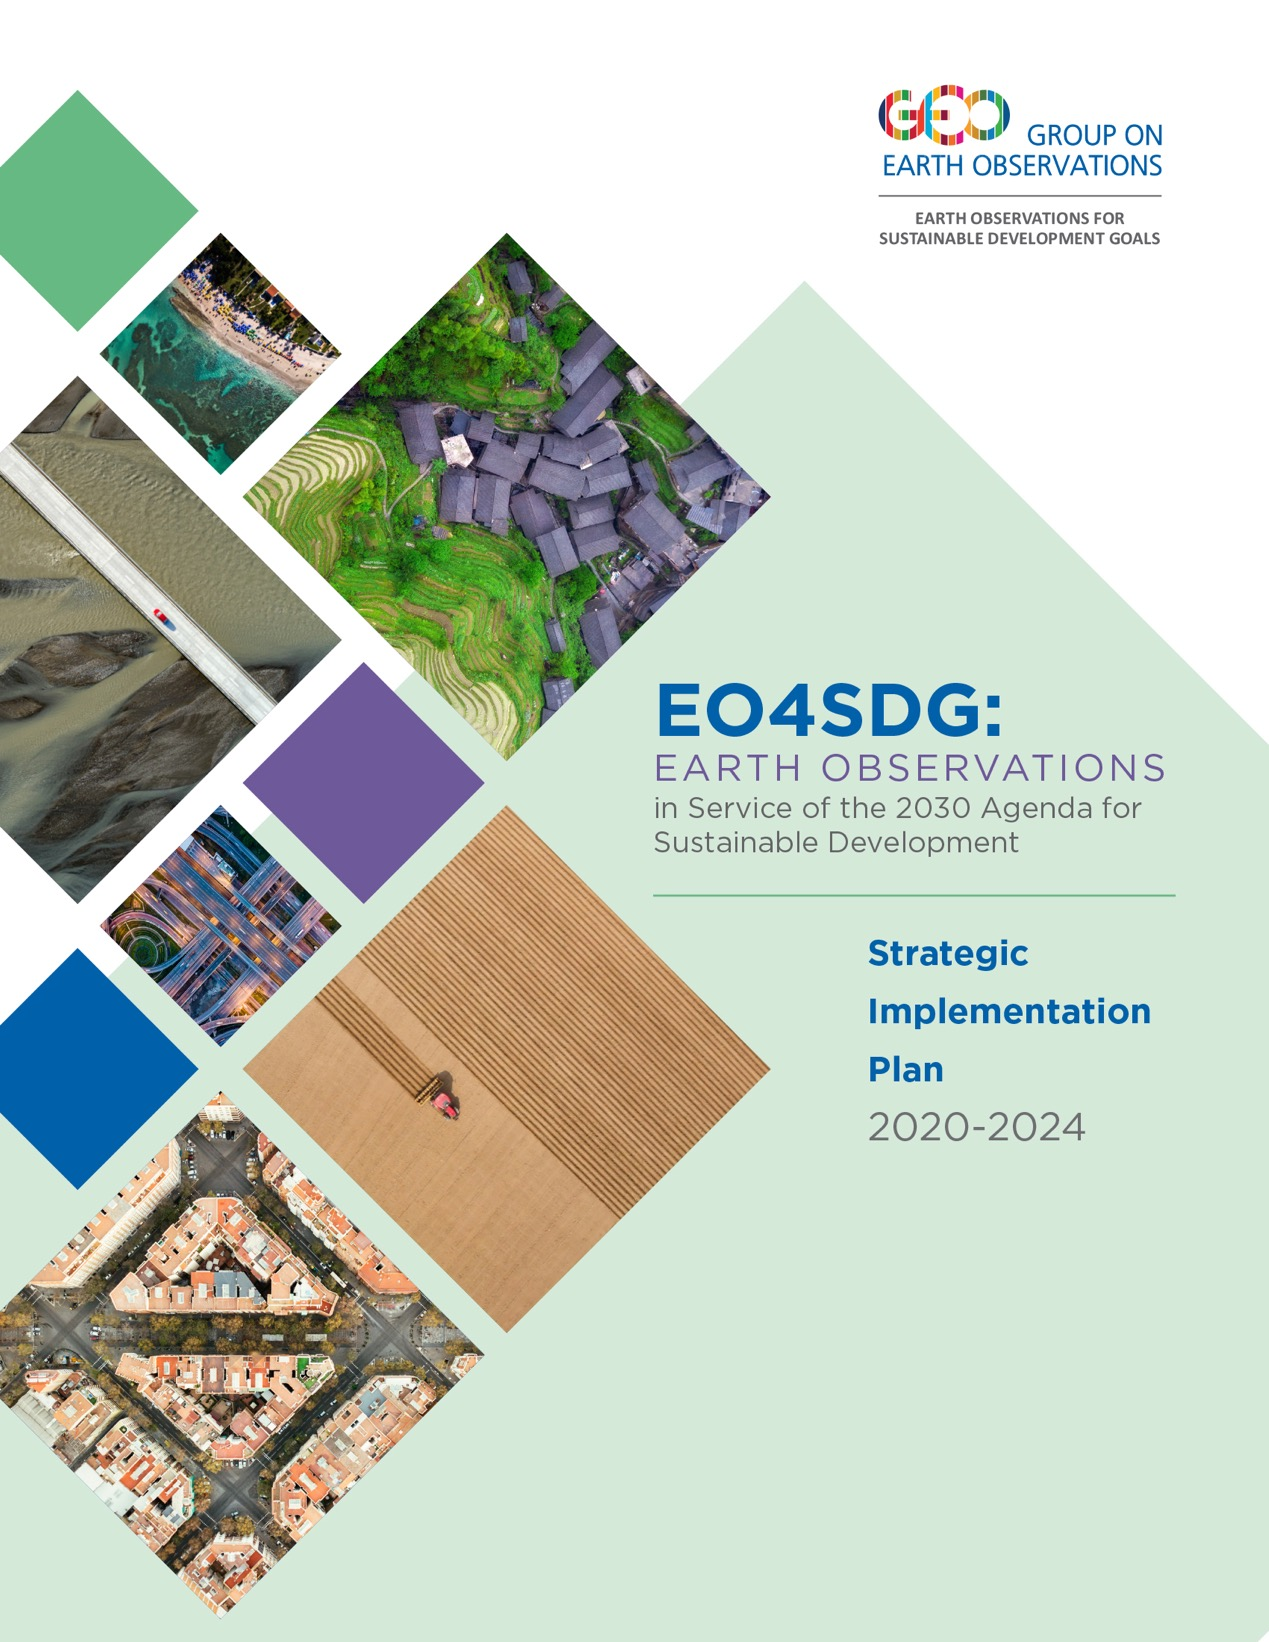 GEO GROUP ON
EARTH OBSERVATIONS
EARTH OBSERVATIONS FOR
SUSTAINABLE DEVELOPMENT GOALS
EO4SDG:
EARTH OBSERVATIONS
in Service of the 2030 Agenda for
Sustainable Development
Strategic
Implementation
Plan
2020-2024